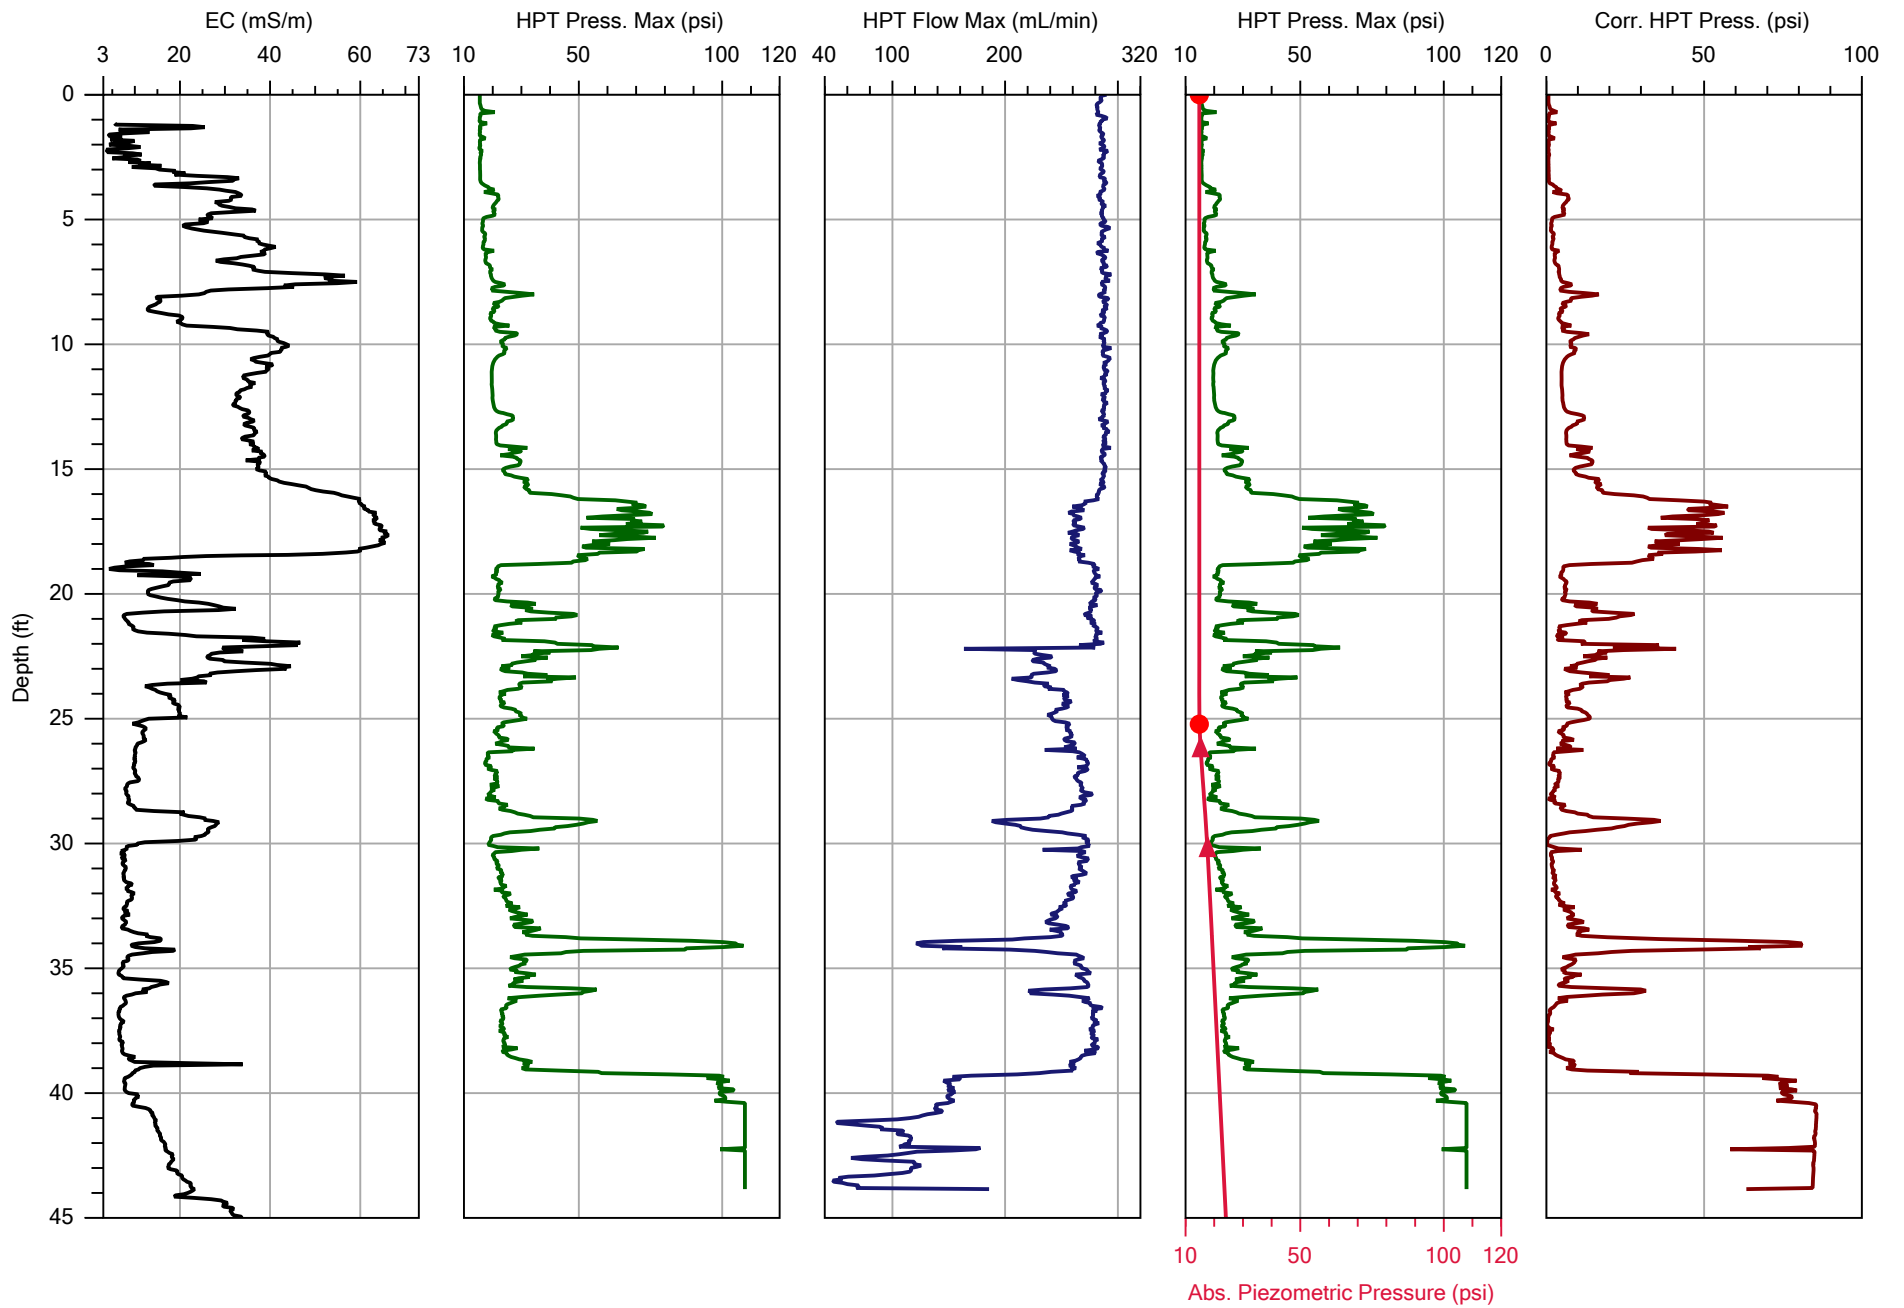 EC (mS/m) HPT Press. Max (psi) HPT Flow Max (mL/min) HPT Press. Max (psi) Corr. HPT Press. (psi)
3 20 40 60 73 10 50 100 120 40 100 200 320 10 50 100 120 0 50 100
0
5
10
15
20
Depth (ft)
25
30
35
40
45
10 50 100 120
Abs. Piezometric Pressure (psi)